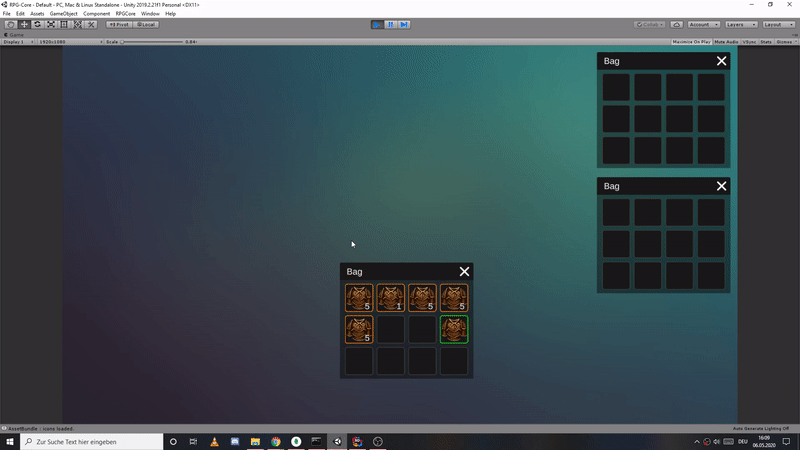 RPG-Core - Default - PC, Mac & Linux Standalone - Unity 2019.2.21f1 Personal <DX11>
File Edit Assets GameObject Component RPGCore Window Help
Pivot Local Collab Account Layers Layout
Game
Display 1 1920x1080 Scale 0.84x Maximize On Play Mute Audio VSync Stats Gizmos
Bag
Bag
Bag
5 1 5 5
5
AssetBundle : icons loaded. Auto Generate Lighting Off
Zur Suche Text hier eingeben DEU 16:09
06.05.2020